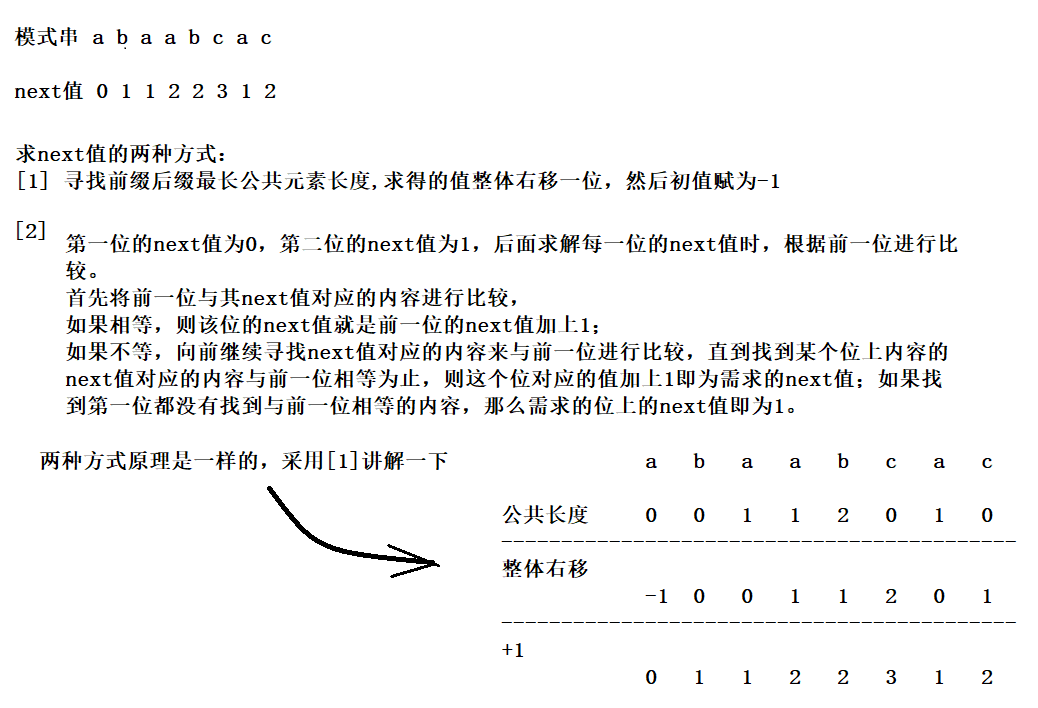 模式串 a b a a b c a c
next值 0 1 1 2 2 3 1 2
求next值的两种方式：
[1] 寻找前缀后缀最长公共元素长度,求得的值整体右移一位，然后初值赋为-1
[2] 第一位的next值为0，第二位的next值为1，后面求解每一位的next值时，根据前一位进行比
较。
首先将前一位与其next值对应的内容进行比较，
如果相等，则该位的next值就是前一位的next值加上1；
如果不等，向前继续寻找next值对应的内容来与前一位进行比较，直到找到某个位上内容的
next值对应的内容与前一位相等为止，则这个位对应的值加上1即为需求的next值；如果找
到第一位都没有找到与前一位相等的内容，那么需求的位上的next值即为1。
两种方式原理是一样的，采用[1]讲解一下
a b a a b c a c
公共长度 0 0 1 1 2 0 1 0
整体右移
-1 0 0 1 1 2 0 1
+1
0 1 1 2 2 3 1 2